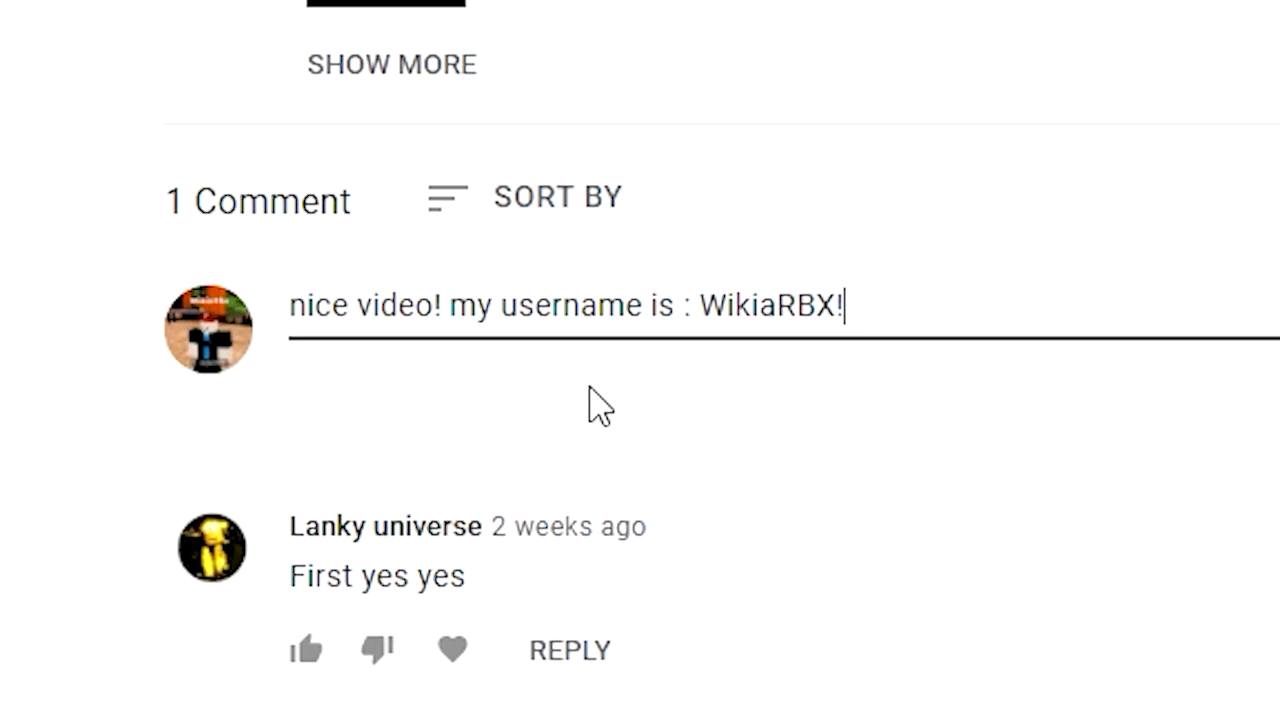 SHOW MORE
1 Comment
SORT BY
nice video! my username is : WikiaRBX!
Lanky universe 2 weeks ago
First yes yes
REPLY